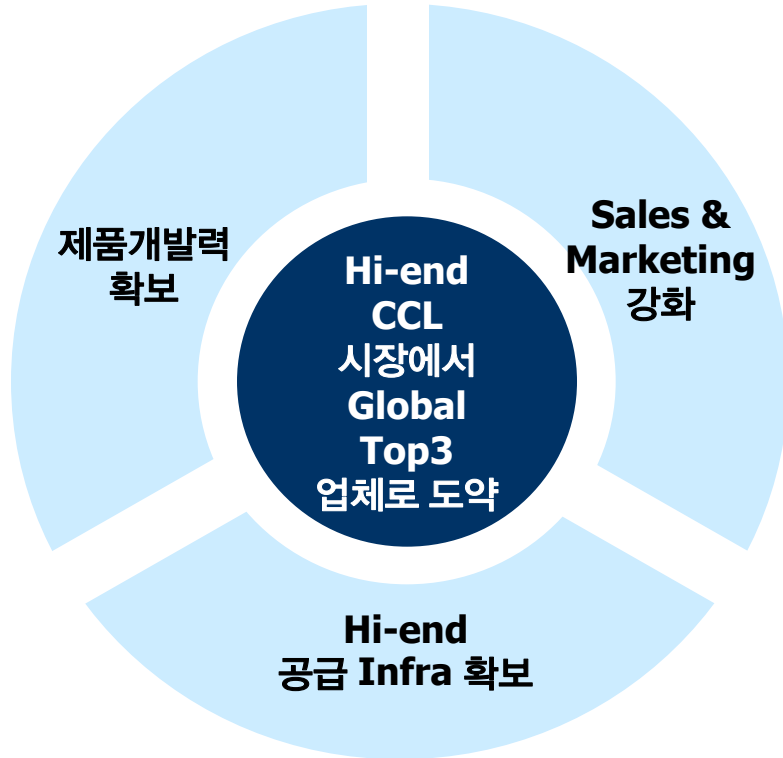 제품개발력
확보
Hi-end
CCL
시장에서
Global
Top3
업체로 도약
Sales &
Marketing
강화
Hi-end
공급 Infra 확보